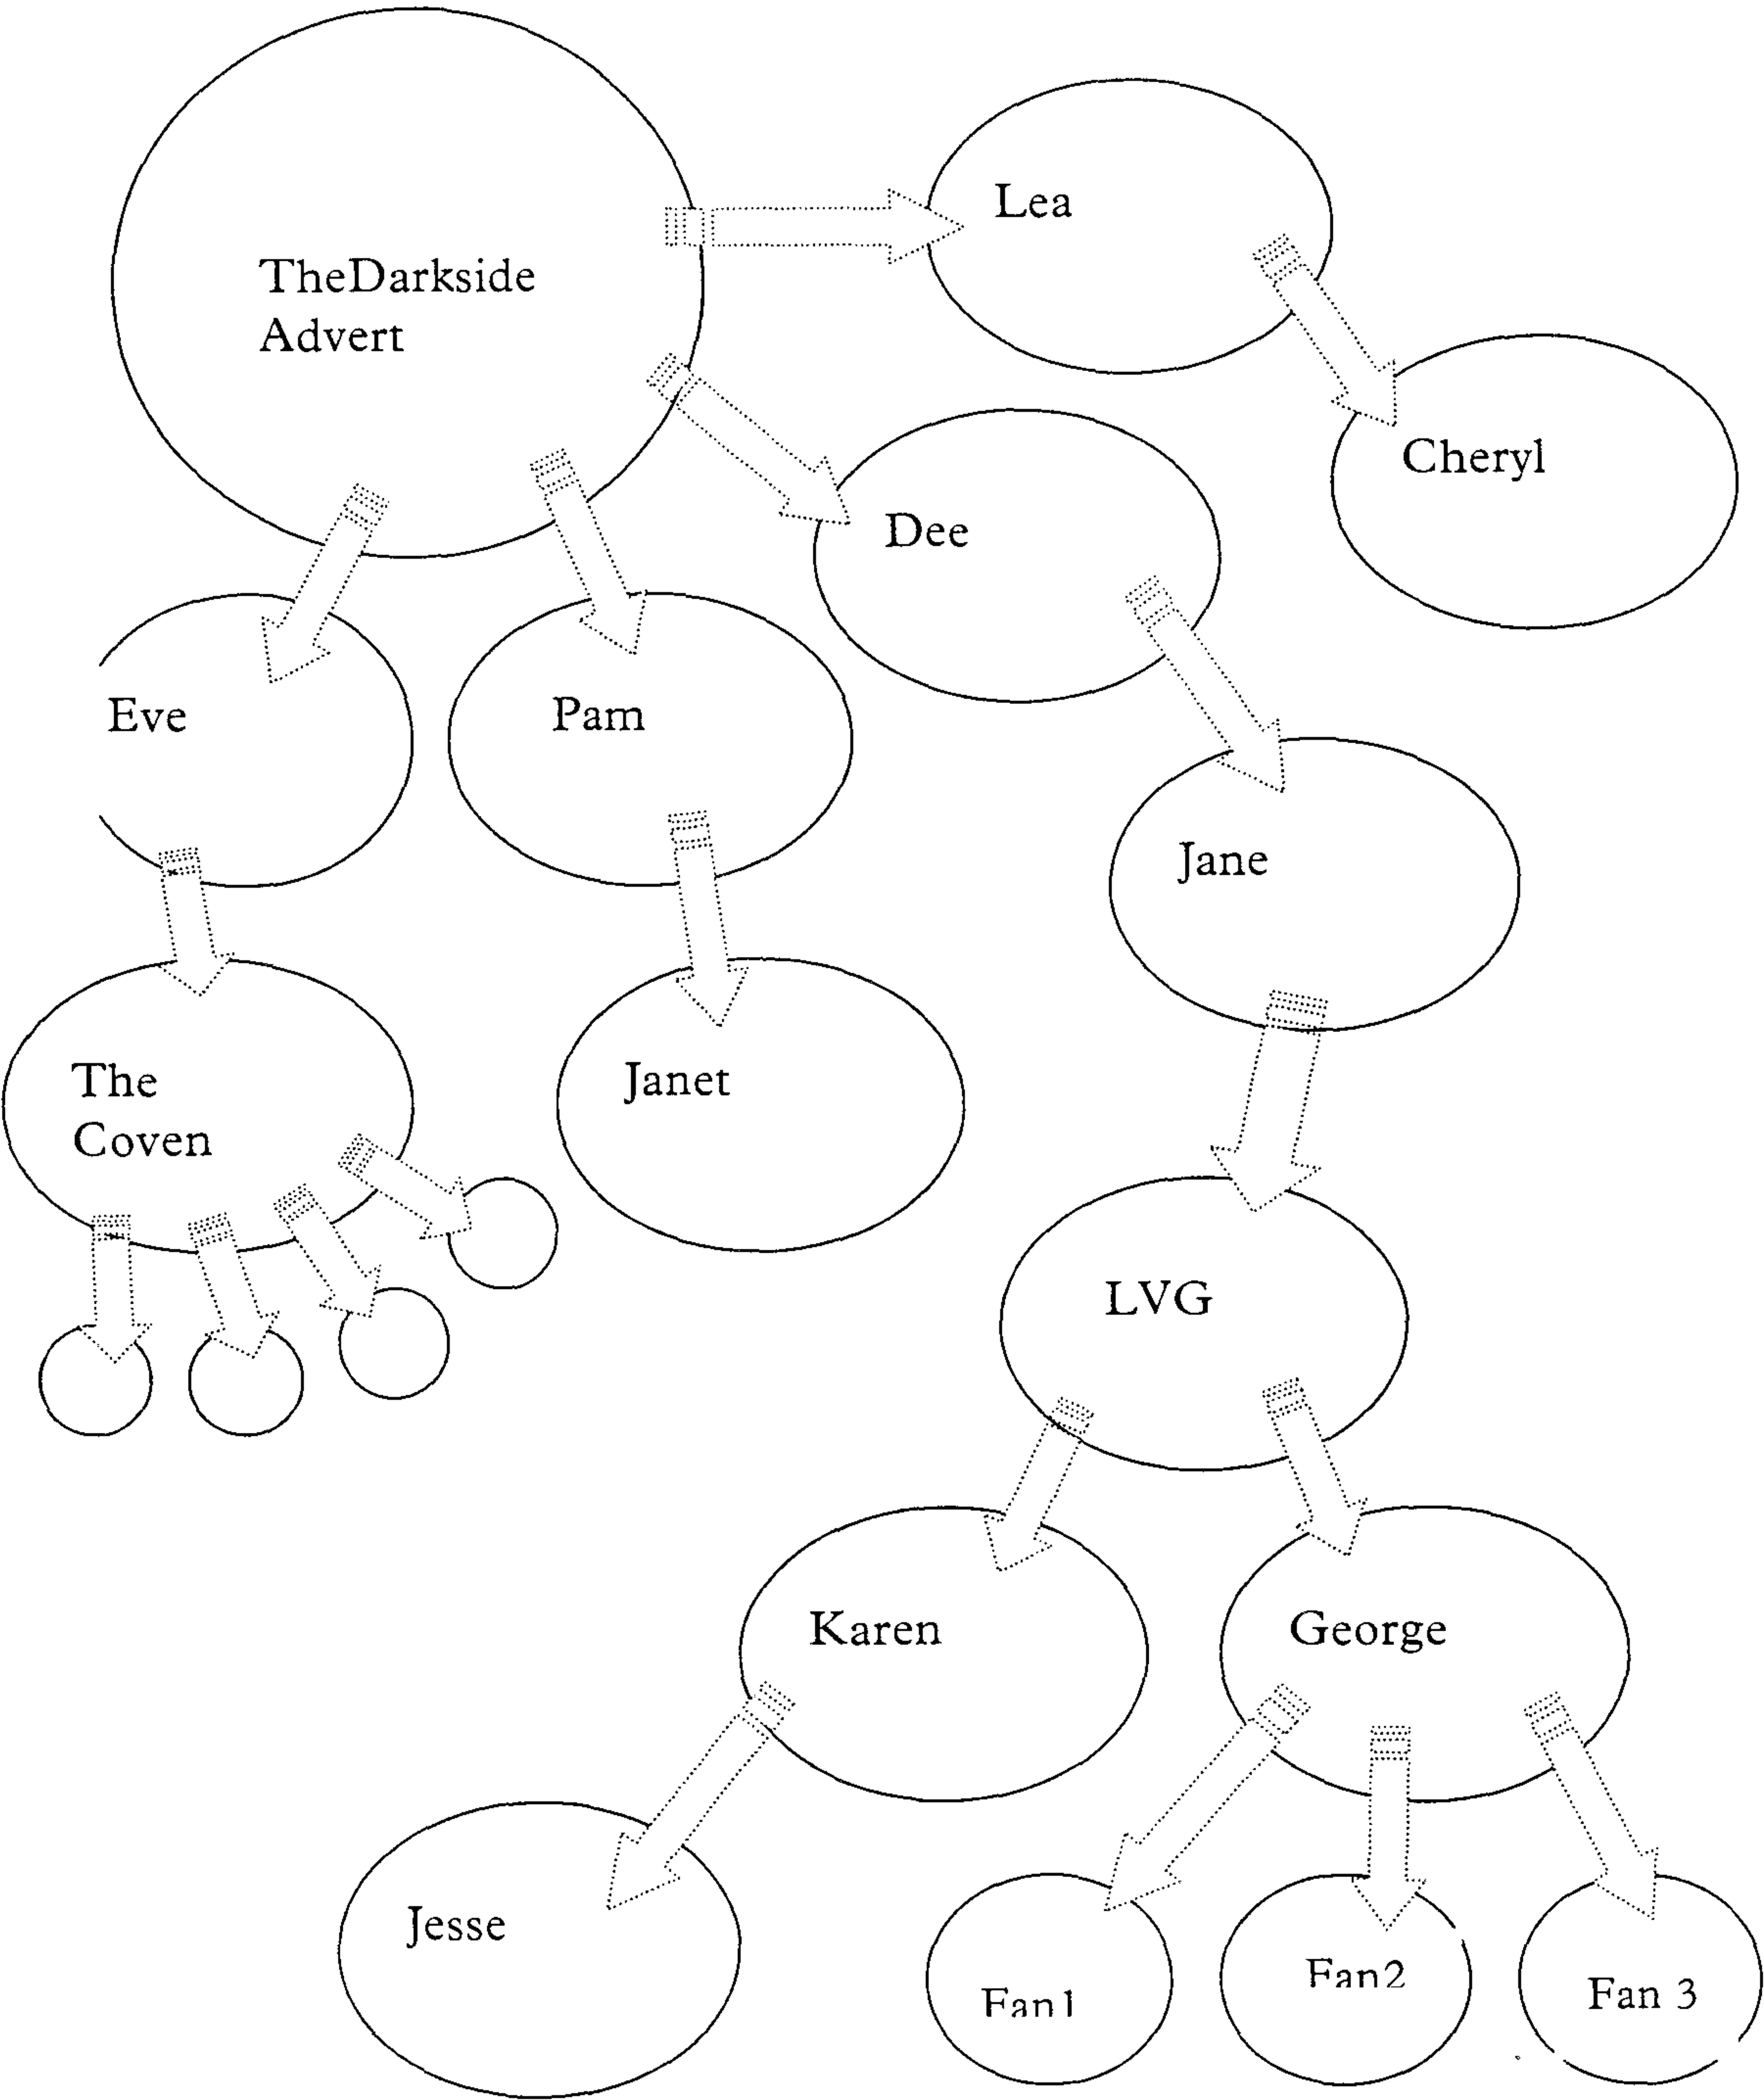 Lea
TheDarkside
Advert
Cheryl
Dee
Eve
Pam
Jane
The
Coven
Janet
LVG
Karen
George
Jesse
Fan1
Fan2
Fan 3